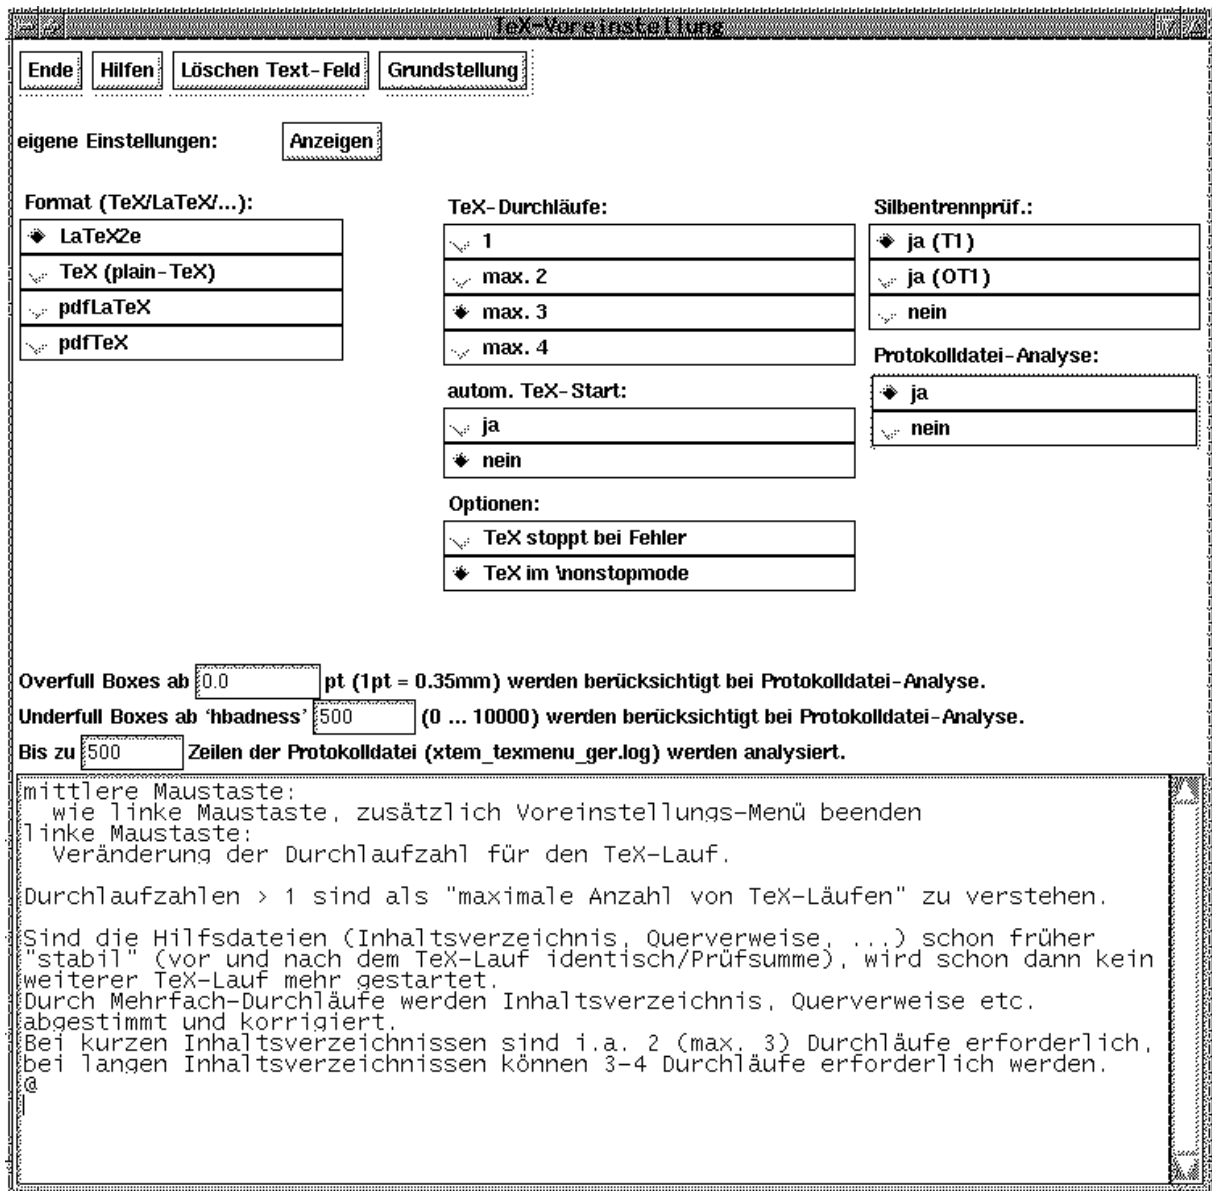 TeX-Voreinstellung
Ende Hilfen Löschen Text-Feld Grundstellung
eigene Einstellungen: Anzeigen
Format (TeX/LaTeX/...):
LaTeX2e
TeX (plain-TeX)
pdfLaTeX
pdfTeX
TeX-Durchläufe:
1
max. 2
max. 3
max. 4
autom. TeX-Start:
ja
nein
Optionen:
TeX stoppt bei Fehler
TeX im \nonstopmode
Silbentrennprüf.:
ja (T1)
ja (OT1)
nein
Protokolldatei-Analyse:
ja
nein
Overfull Boxes ab 0.0 pt (1pt = 0.35mm) werden berücksichtigt bei Protokolldatei-Analyse.
Underfull Boxes ab 'hbadness' 500 (0 ... 10000) werden berücksichtigt bei Protokolldatei-Analyse.
Bis zu 500 Zeilen der Protokolldatei (xtem_texmenu_ger.log) werden analysiert.
mittlere Maustaste:
wie linke Maustaste, zusätzlich Voreinstellungs-Menü beenden
linke Maustaste:
Veränderung der Durchlaufzahl für den TeX-Lauf.
Durchlaufzahlen > 1 sind als "maximale Anzahl von TeX-Läufen" zu verstehen.
Sind die Hilfsdateien (Inhaltsverzeichnis, Querverweise, ...) schon früher
"stabil" (vor und nach dem TeX-Lauf identisch/Prüfsumme), wird schon dann kein
weiterer TeX-Lauf mehr gestartet.
Durch Mehrfach-Durchläufe werden Inhaltsverzeichnis, Querverweise etc.
abgestimmt und korrigiert.
Bei kurzen Inhaltsverzeichnissen sind i.a. 2 (max. 3) Durchläufe erforderlich,
bei langen Inhaltsverzeichnissen können 3-4 Durchläufe erforderlich werden.
@